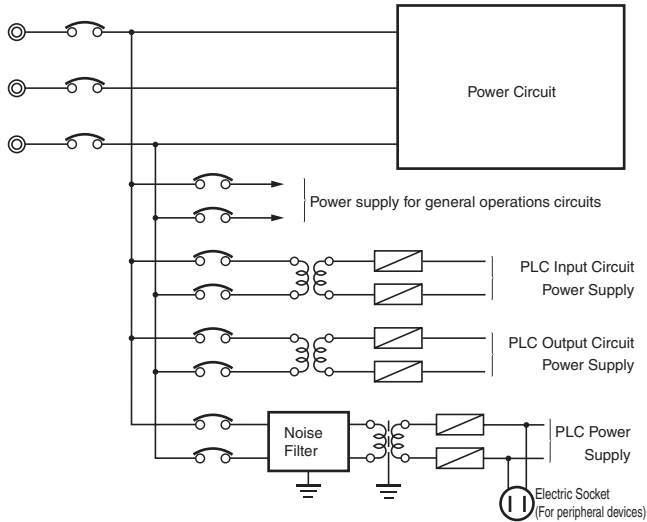 Power Circuit
Power supply for general operations circuits
PLC Input Circuit
Power Supply
PLC Output Circuit
Power Supply
Noise
Filter
PLC Power
Supply
Electric Socket
(For peripheral devices)